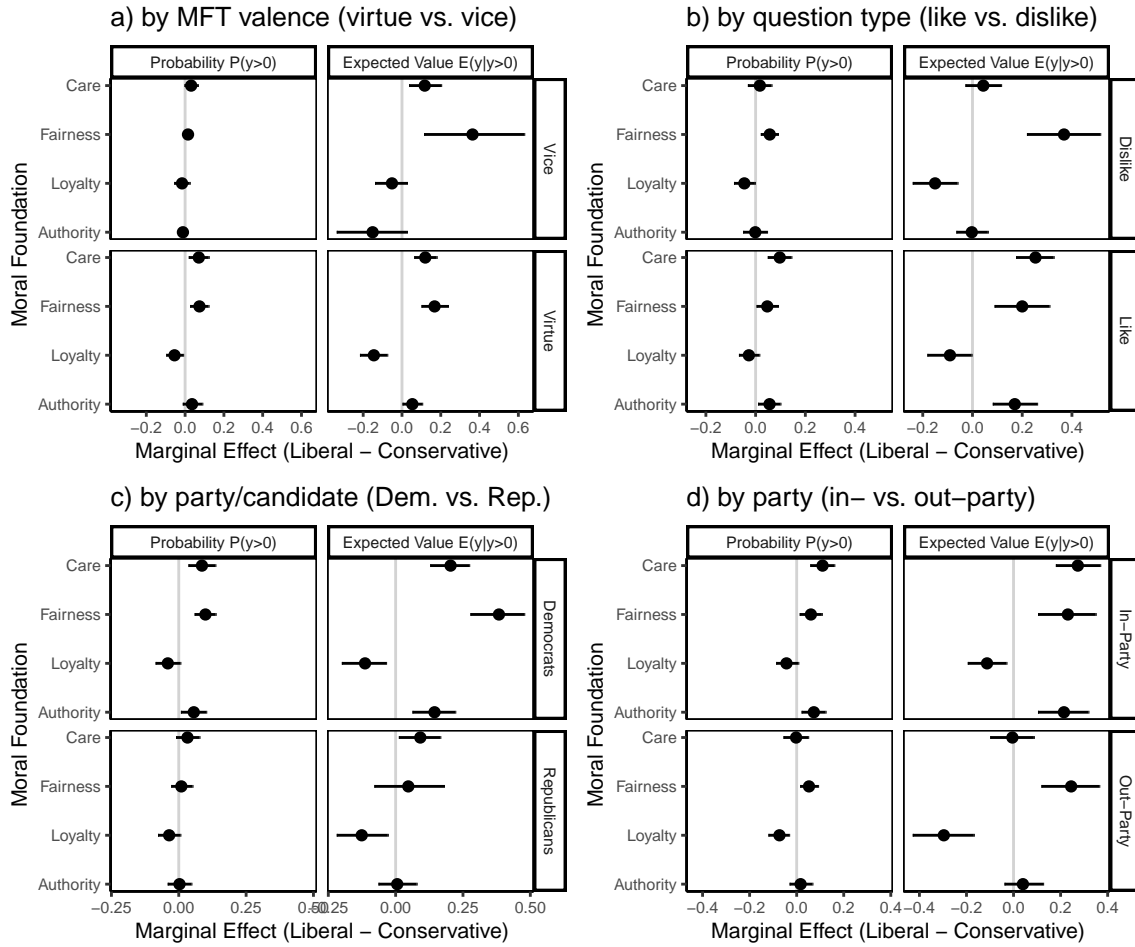 a) by MFT valence (virtue vs. vice)
Probability P(y>0)
Expected Value E(y|y>0)
Moral Foundation
Care
Fairness
Loyalty
Authority
Vice
Care
Fairness
Loyalty
Authority
Virtue
−0.2 0.0 0.2 0.4 0.6
−0.2 0.0 0.2 0.4 0.6
Marginal Effect (Liberal − Conservative)
b) by question type (like vs. dislike)
Probability P(y>0)
Expected Value E(y|y>0)
Moral Foundation
Care
Fairness
Loyalty
Authority
Dislike
Care
Fairness
Loyalty
Authority
Like
−0.2 0.0 0.2 0.4
−0.2 0.0 0.2 0.4
Marginal Effect (Liberal − Conservative)
c) by party/candidate (Dem. vs. Rep.)
Probability P(y>0)
Expected Value E(y|y>0)
Moral Foundation
Care
Fairness
Loyalty
Authority
Democrats
Care
Fairness
Loyalty
Authority
Republicans
−0.25 0.00 0.25 0.50
−0.25 0.00 0.25 0.50
Marginal Effect (Liberal − Conservative)
d) by party (in− vs. out−party)
Probability P(y>0)
Expected Value E(y|y>0)
Moral Foundation
Care
Fairness
Loyalty
Authority
In−Party
Care
Fairness
Loyalty
Authority
Out−Party
−0.4 −0.2 0.0 0.2 0.4
−0.4 −0.2 0.0 0.2 0.4
Marginal Effect (Liberal − Conservative)